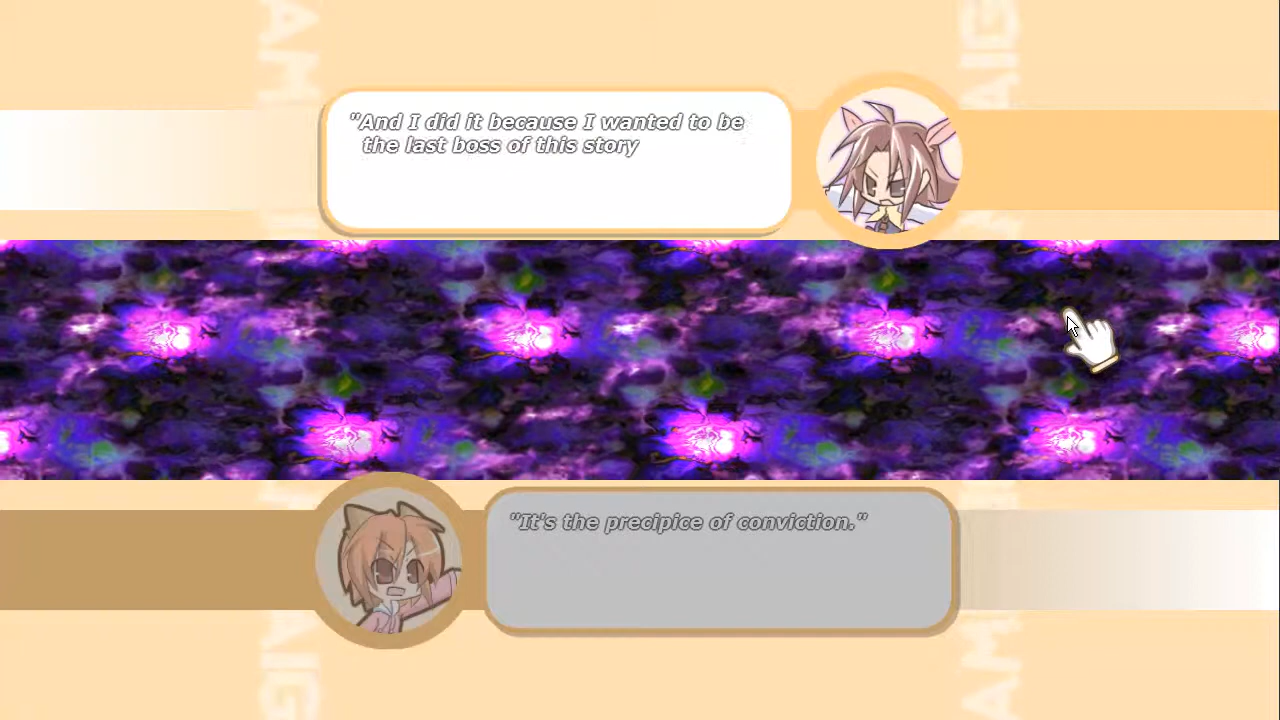 "And I did it because I wanted to be
the last boss of this story
"It's the precipice of conviction."